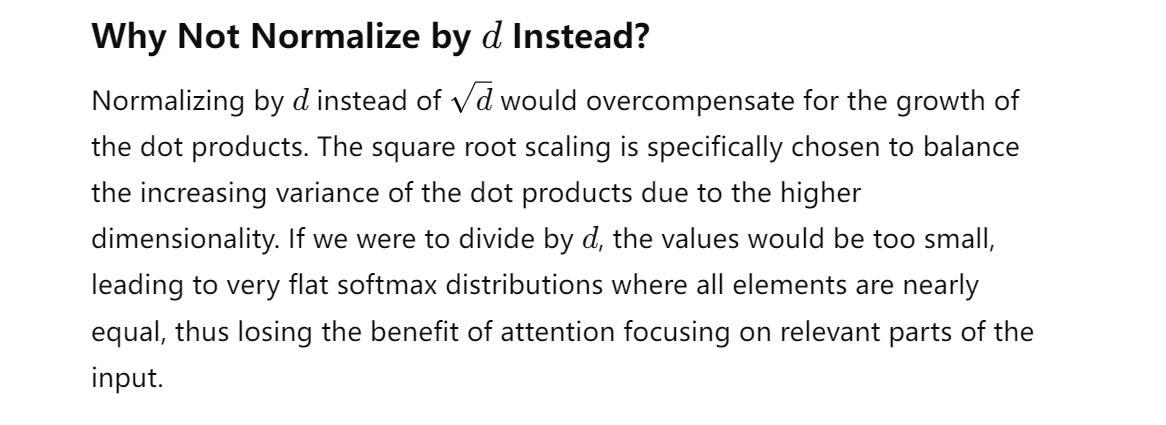 Why Not Normalize by d Instead?
Normalizing by d instead of √d would overcompensate for the growth of
the dot products. The square root scaling is specifically chosen to balance
the increasing variance of the dot products due to the higher
dimensionality. If we were to divide by d, the values would be too small,
leading to very flat softmax distributions where all elements are nearly
equal, thus losing the benefit of attention focusing on relevant parts of the
input.